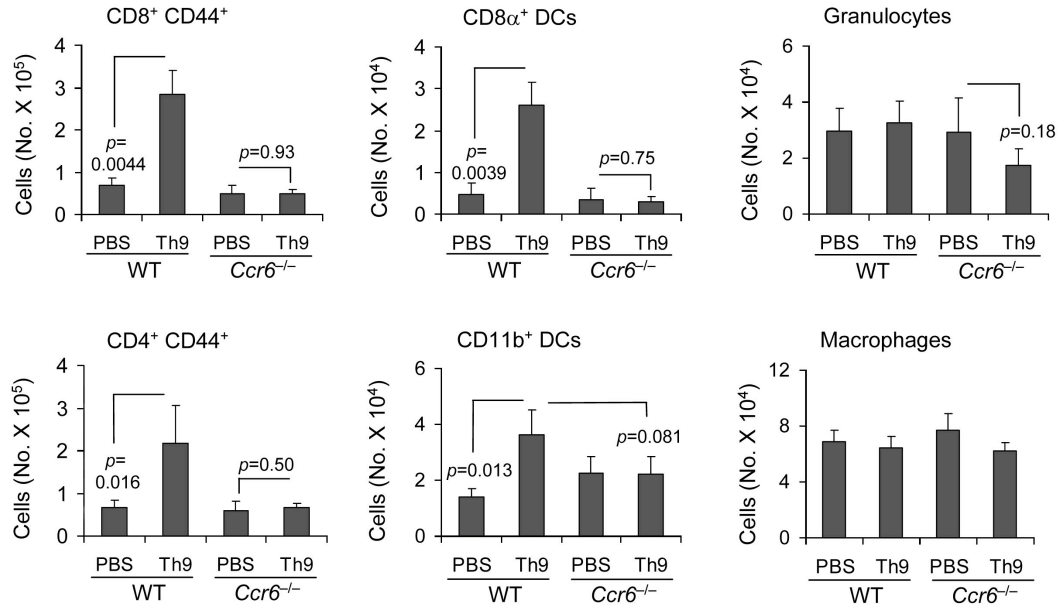 CD8⁺ CD44⁺
Cells (No. X 10⁵)
4
3
2
1
0
p=
0.0044
p=0.93
PBS Th9 PBS Th9
WT Ccr6⁻/⁻
CD8α⁺ DCs
Cells (No. X 10⁴)
4
3
2
1
0
p=
0.0039
p=0.75
PBS Th9 PBS Th9
WT Ccr6⁻/⁻
Granulocytes
Cells (No. X 10⁴)
6
4
2
0
p=0.18
PBS Th9 PBS Th9
WT Ccr6⁻/⁻
CD4⁺ CD44⁺
Cells (No. X 10⁵)
4
3
2
1
0
p=
0.016
p=0.50
PBS Th9 PBS Th9
WT Ccr6⁻/⁻
CD11b⁺ DCs
Cells (No. X 10⁴)
6
4
2
0
p=0.013
p=0.081
PBS Th9 PBS Th9
WT Ccr6⁻/⁻
Macrophages
Cells (No. X 10⁴)
12
8
4
0
PBS Th9 PBS Th9
WT Ccr6⁻/⁻